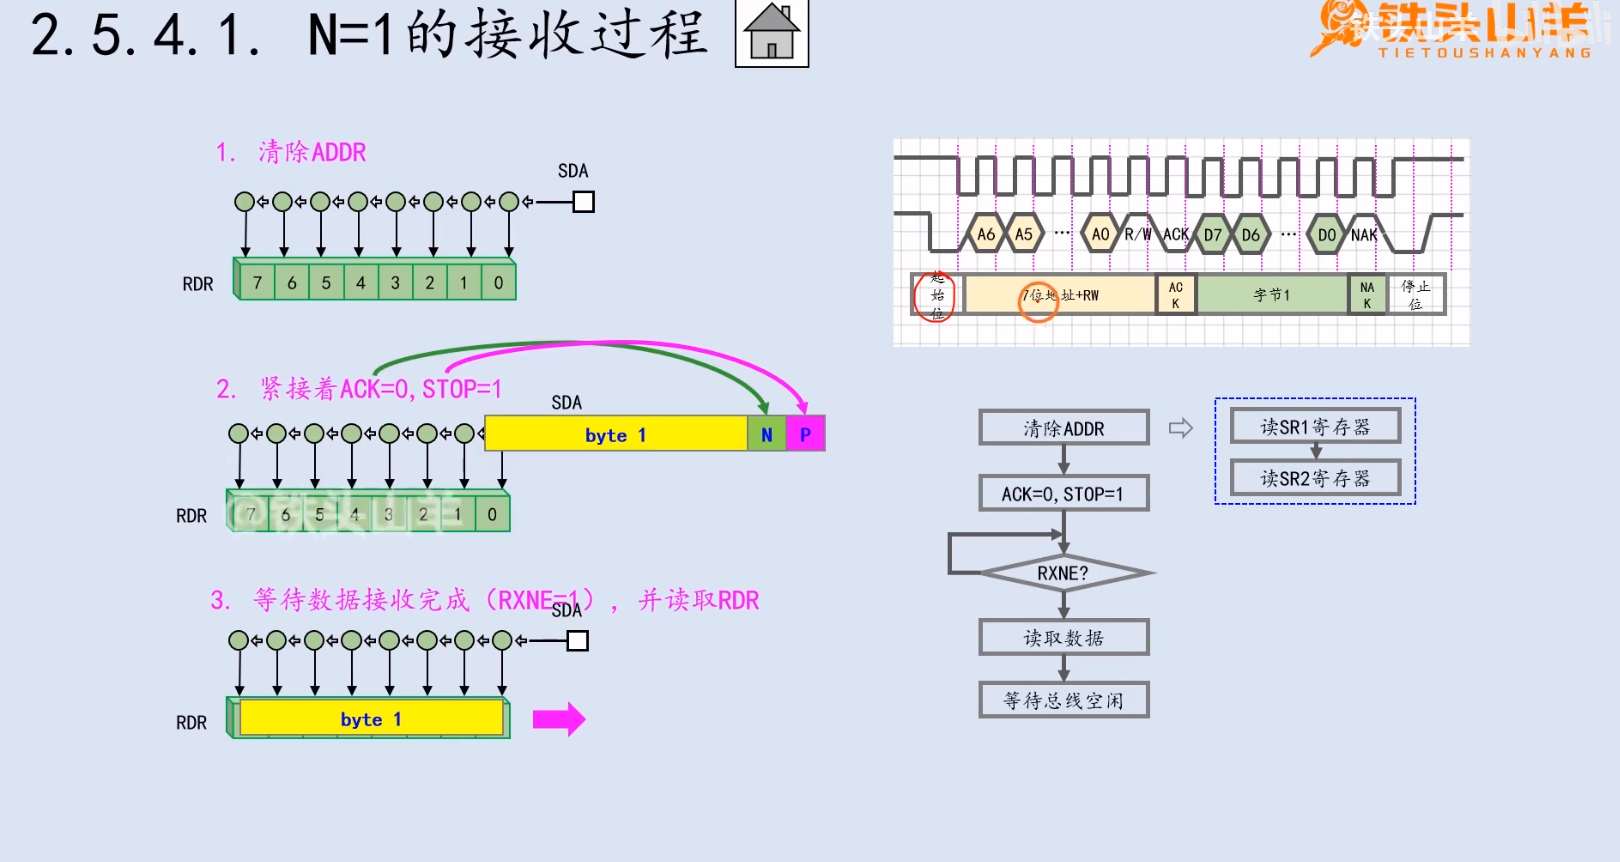 2.5.4.1. N=1的接收过程
铁头山羊
TIETOUSHANYANG
1. 清除ADDR
SDA
RDR 7 6 5 4 3 2 1 0
2. 紧接着ACK=0,STOP=1
SDA
byte 1 N P
RDR 7 6 5 4 3 2 1 0
@铁头山羊
3. 等待数据接收完成（RXNE=1），并读取RDR
SDA
RDR byte 1
A6 A5 ... A0 R/W ACK D7 D6 ... D0 NAK
起始位 7位地址+RW ACK 字节1 NAK 停止位
清除ADDR
读SR1寄存器
读SR2寄存器
ACK=0,STOP=1
RXNE?
读取数据
等待总线空闲